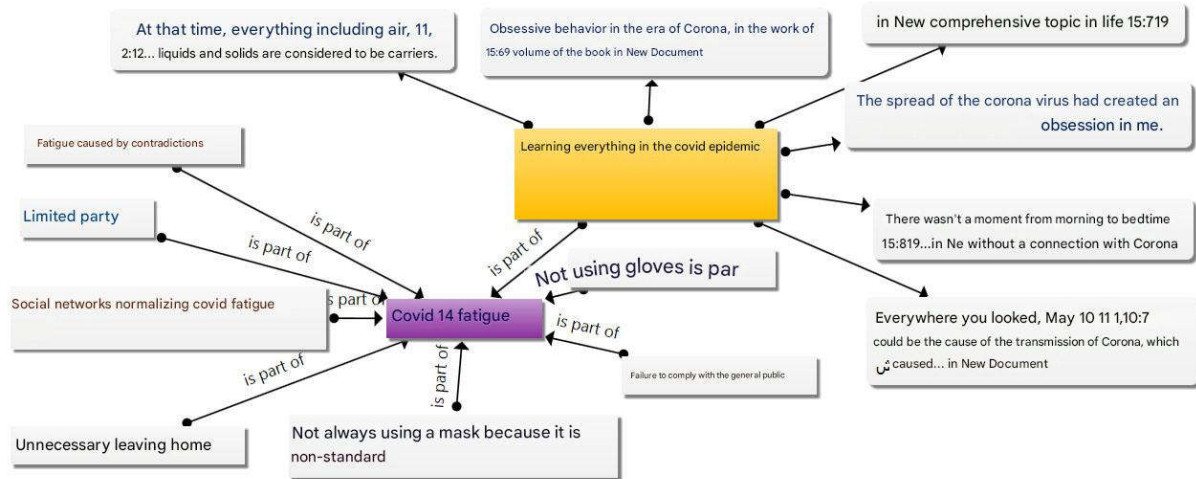 At that time, everything including air, 11,
2:12... liquids and solids are considered to be carriers.
Obsessive behavior in the era of Corona, in the work of
15:69 volume of the book in New Document
in New comprehensive topic in life 15:719
The spread of the corona virus had created an
obsession in me.
Learning everything in the covid epidemic
Fatigue caused by contradictions
Limited party
is part of
is part of
is part of
There wasn't a moment from morning to bedtime
15:819...in Ne without a connection with Corona
Not using gloves is par
Social networks normalizing covid fatigue
s part of
Covid 14 fatigue
is part of
Everywhere you looked, May 10 11 1,10:7
could be the cause of the transmission of Corona, which
ش caused... in New Document
is part of
is part of
Failure to comply with the general public
Unnecessary leaving home
Not always using a mask because it is
non-standard